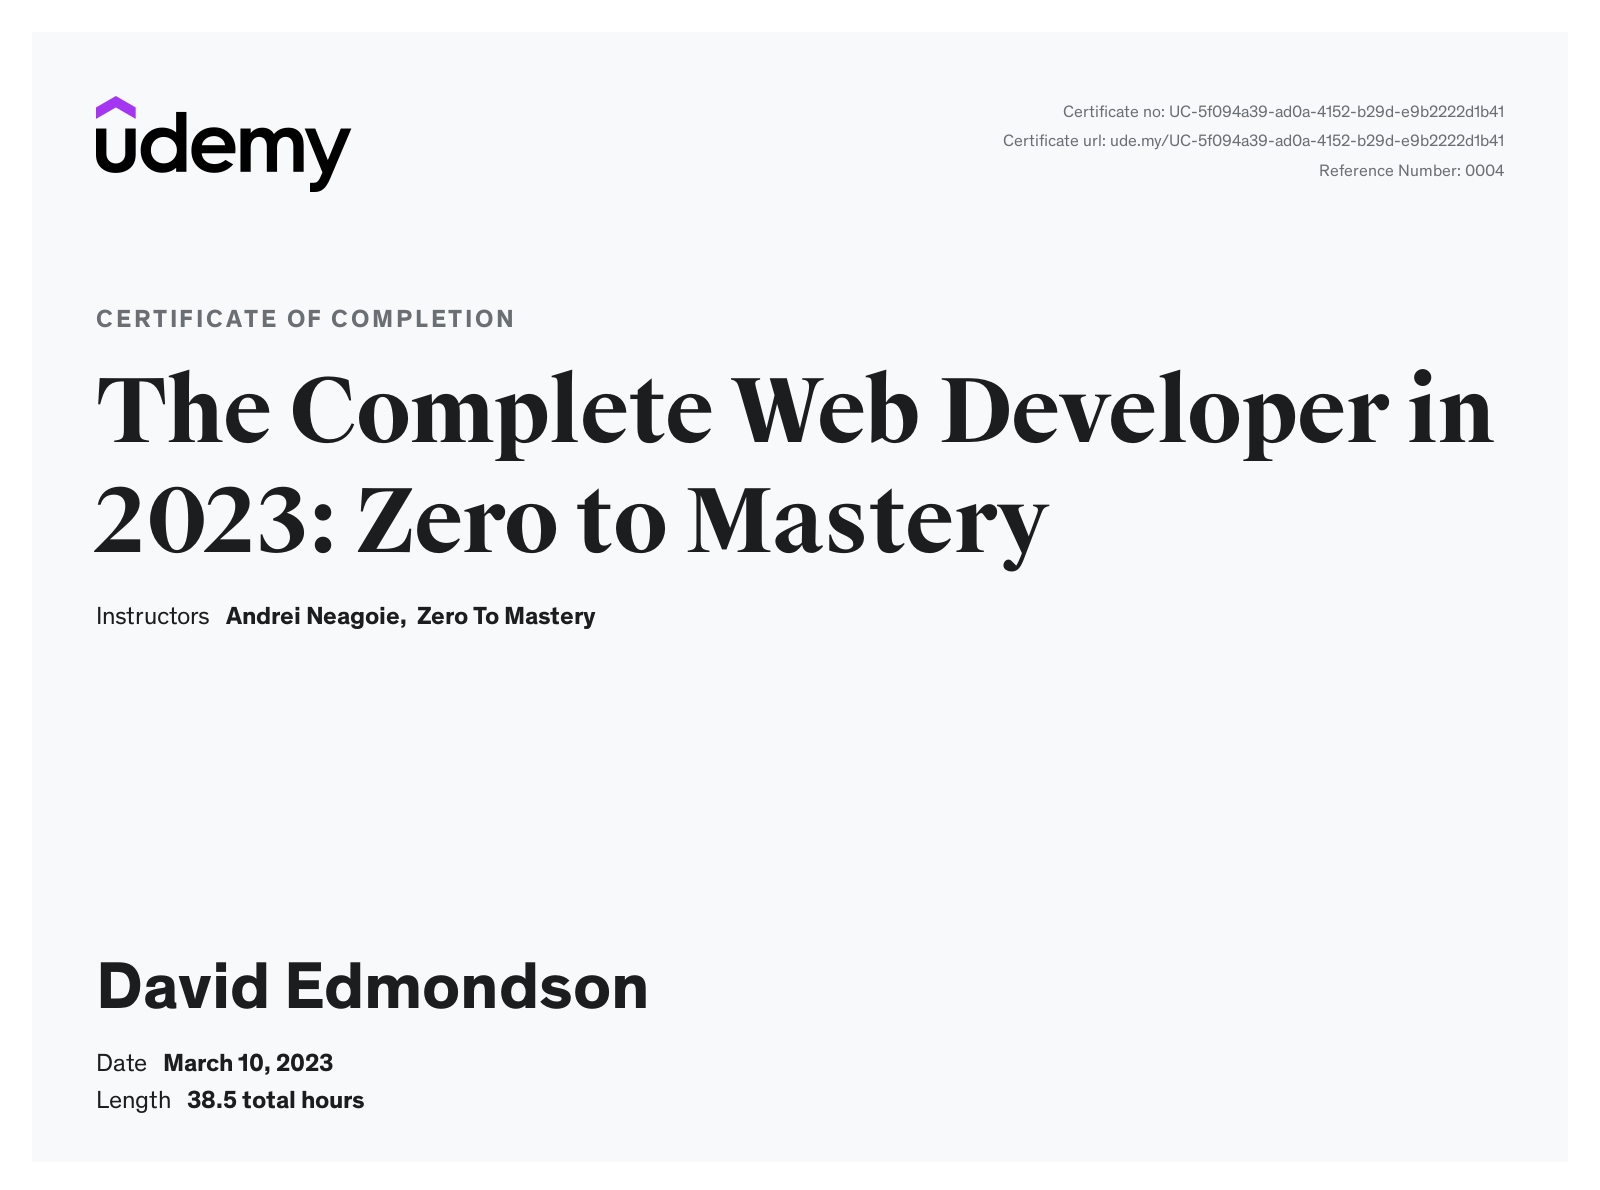 udemy
Certificate no: UC-5f094a39-ad0a-4152-b29d-e9b2222d1b41
Certificate url: ude.my/UC-5f094a39-ad0a-4152-b29d-e9b2222d1b41
Reference Number: 0004
CERTIFICATE OF COMPLETION
The Complete Web Developer in
2023: Zero to Mastery
Instructors Andrei Neagoie, Zero To Mastery
David Edmondson
Date March 10, 2023
Length 38.5 total hours